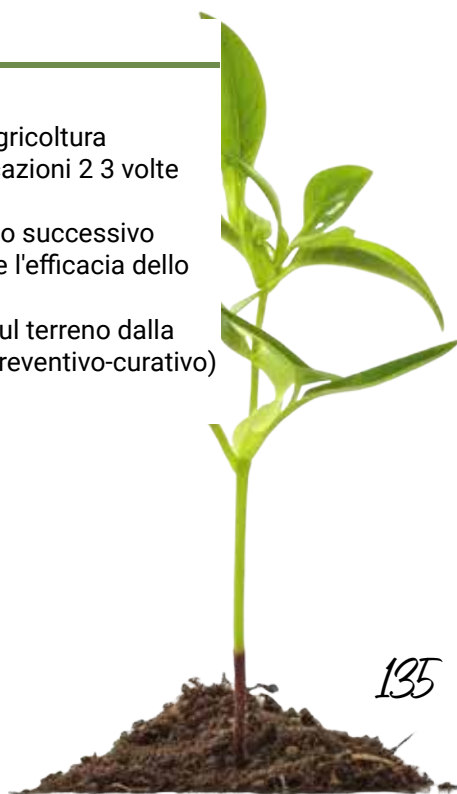 gricoltura
azioni 2 3 volte
o successivo
e l'efficacia dello
ul terreno dalla
reventivo-curativo)
135